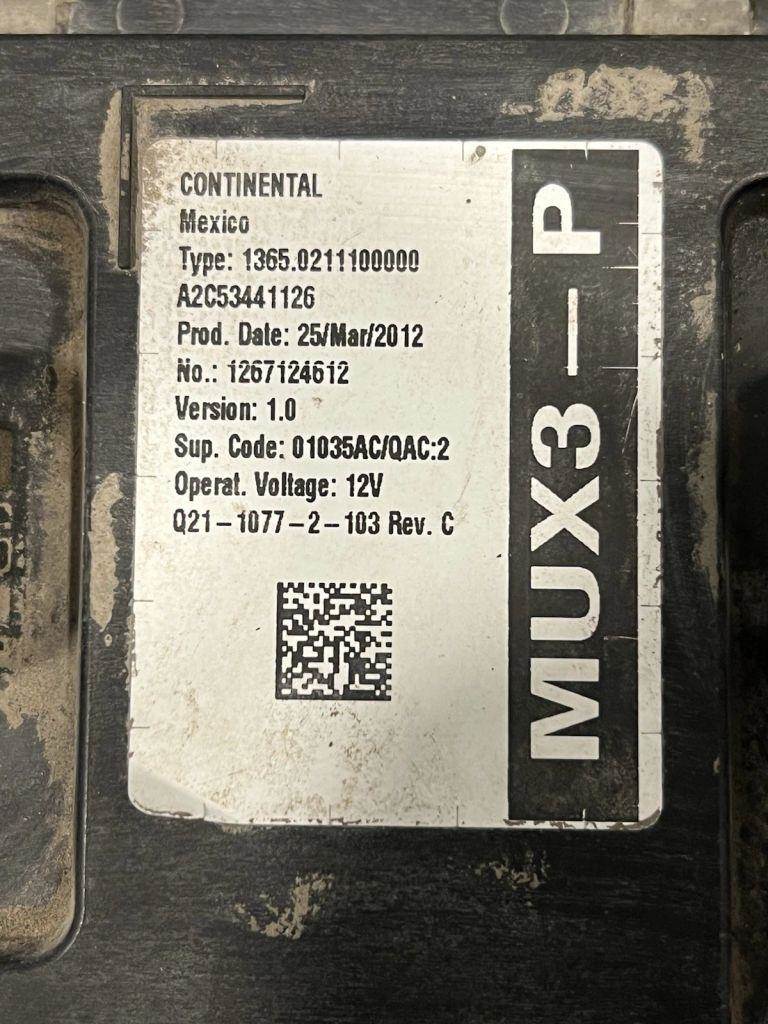 CONTINENTAL
Mexico
Type: 1365.0211100000
A2C53441126
Prod. Date: 25/Mar/2012
No.: 1267124612
Version: 1.0
Sup. Code: 01035AC/QAC:2
Operat. Voltage: 12V
Q21-1077-2-103 Rev. C
MUX3-P